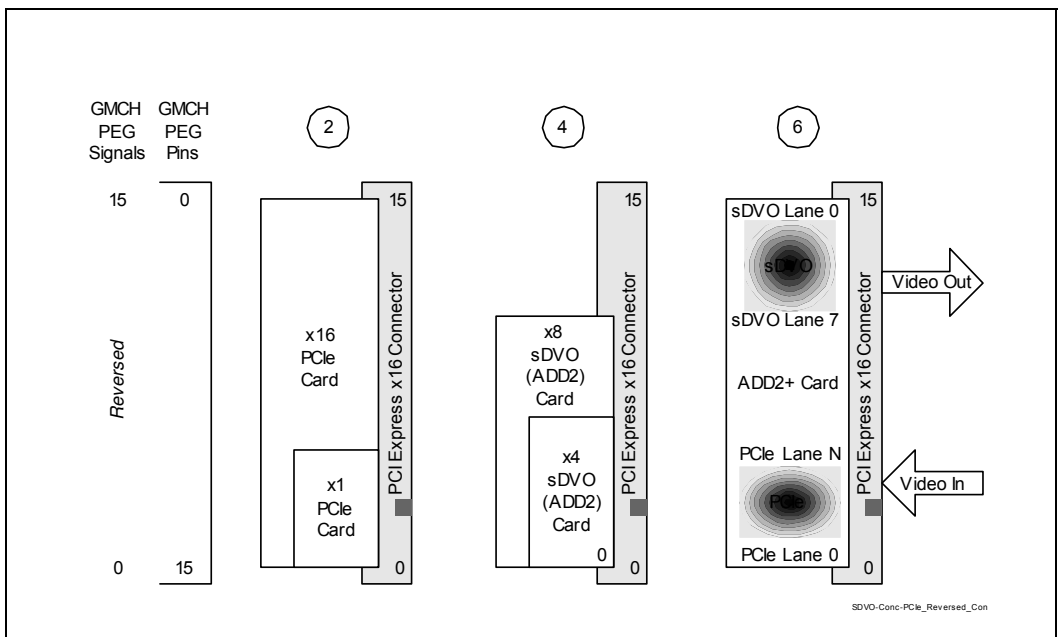 GMCH
PEG
Signals
GMCH
PEG
Pins
2
4
6
15
0
15
15
15
Reversed
0
15
x16
PCIe
Card
x1
PCIe
Card
PCI Express x16 Connector
0
x8
sDVO
(ADD2)
Card
x4
sDVO
(ADD2)
Card
0
PCI Express x16 Connector
0
sDVO Lane 0
sDVO
sDVO Lane 7
ADD2+ Card
PCIe Lane N
PCIe
PCIe Lane 0
PCI Express x16 Connector
0
Video Out
Video In
SDVO-Conc-PCIe_Reversed_Con